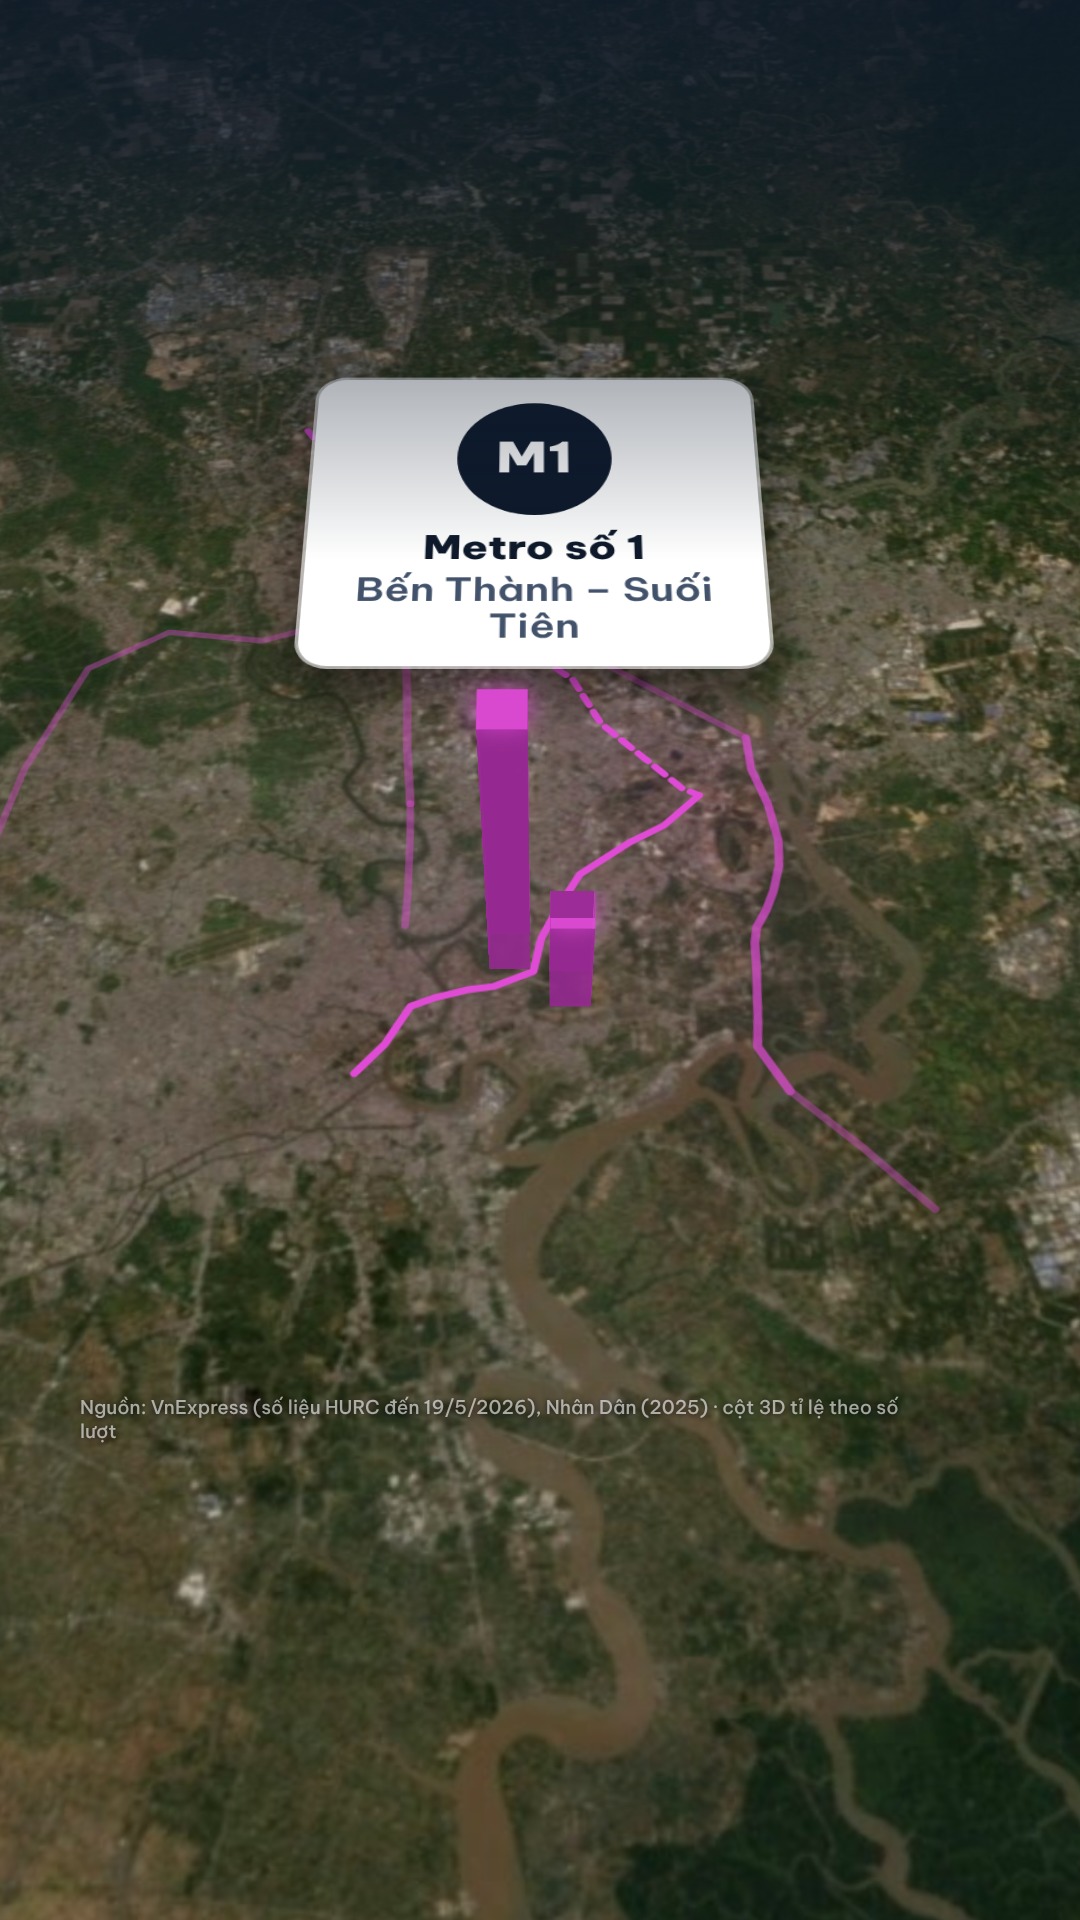 M1
Metro số 1
Bến Thành – Suối
Tiên
Nguồn: VnExpress (số liệu HURC đến 19/5/2026), Nhân Dân (2025) · cột 3D tỉ lệ theo số
lượt